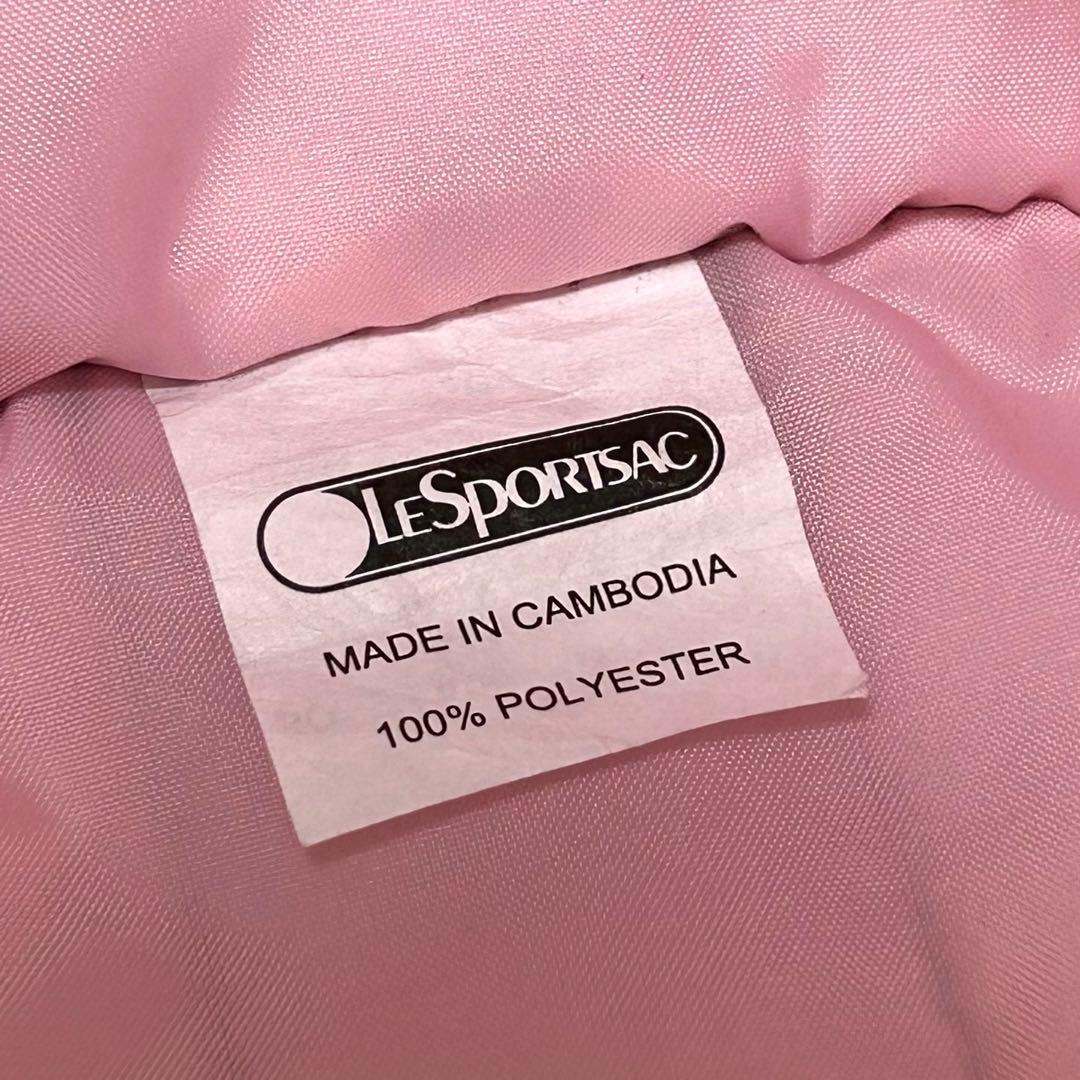 LESPORTSAC
MADE IN CAMBODIA
100% POLYESTER